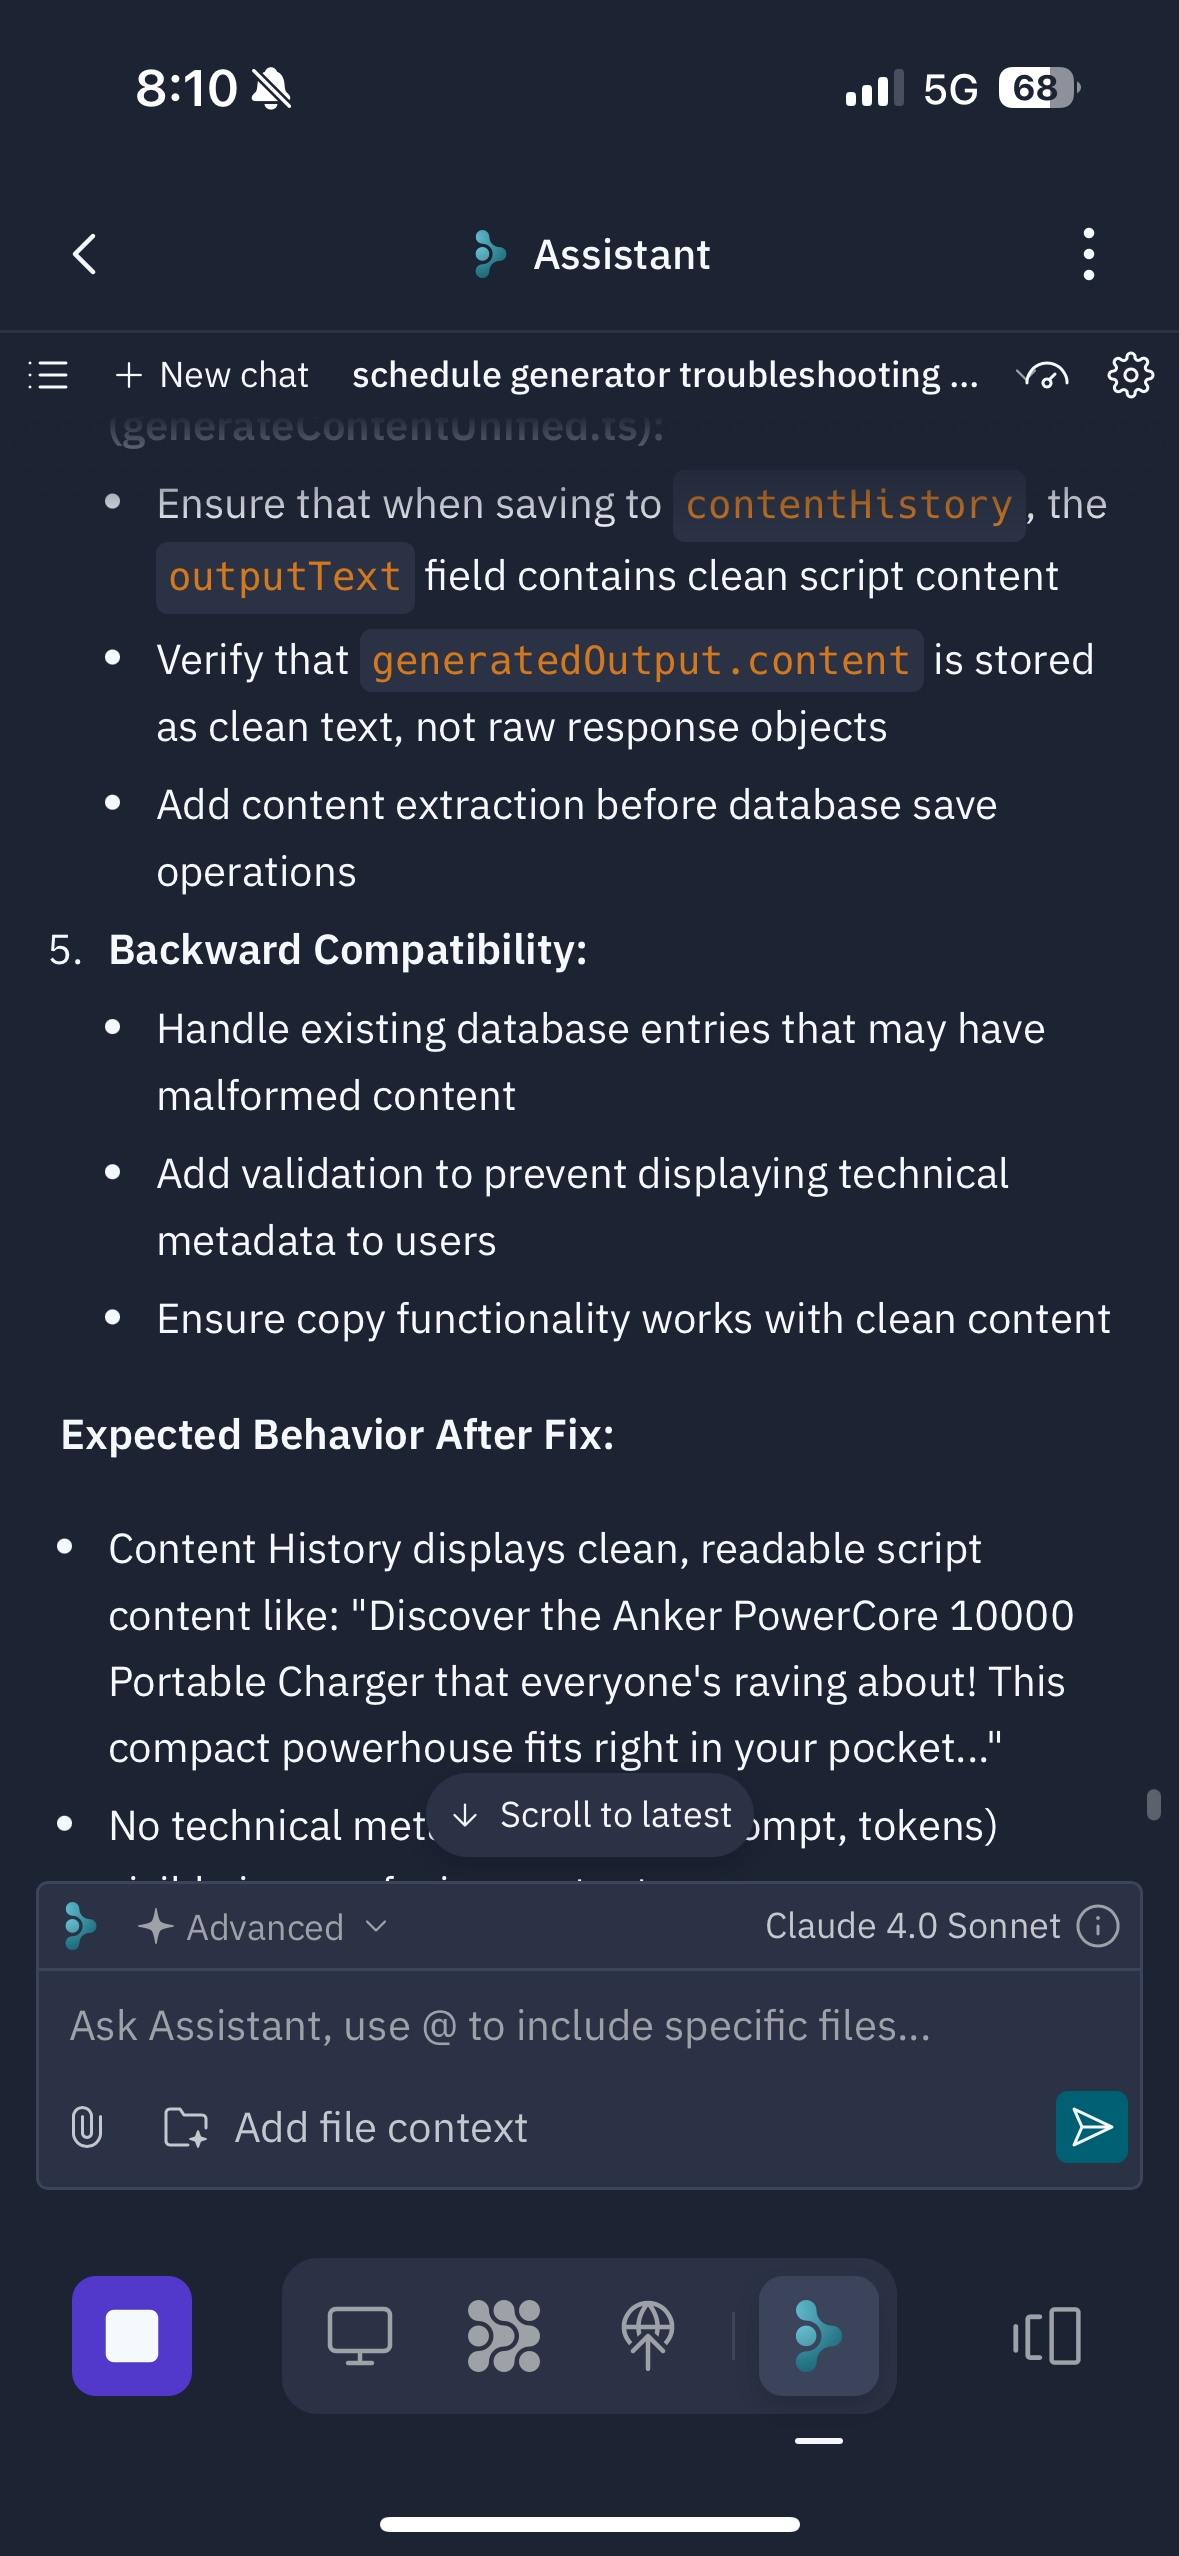 8:10
5G
68
Assistant
New chat
schedule generator troubleshooting ...
(generateContentUnified.ts):
• Ensure that when saving to contentHistory, the
outputText field contains clean script content
• Verify that generatedOutput.content is stored
as clean text, not raw response objects
• Add content extraction before database save
operations
5. Backward Compatibility:
• Handle existing database entries that may have
malformed content
• Add validation to prevent displaying technical
metadata to users
• Ensure copy functionality works with clean content
Expected Behavior After Fix:
• Content History displays clean, readable script
content like: "Discover the Anker PowerCore 10000
Portable Charger that everyone's raving about! This
compact powerhouse fits right in your pocket..."
• No technical tokens)
Scroll to latest
Advanced
Claude 4.0 Sonnet
Ask Assistant, use @ to include specific files...
Add file context